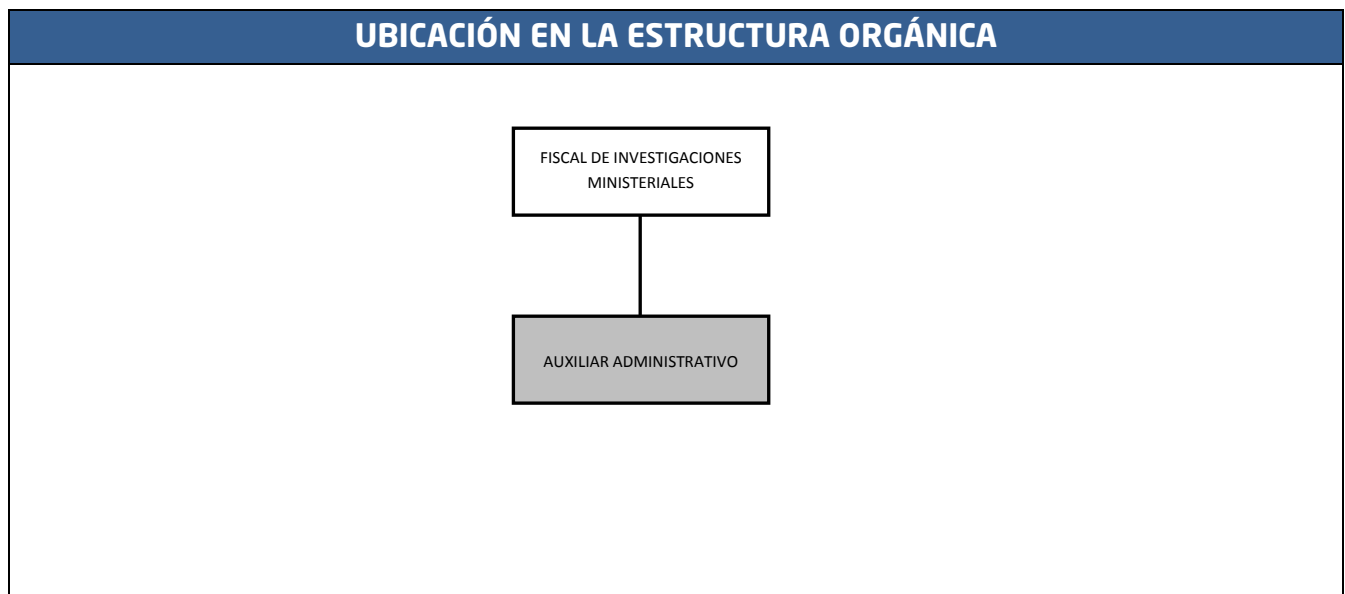 UBICACIÓN EN LA ESTRUCTURA ORGÁNICA
FISCAL DE INVESTIGACIONES
MINISTERIALES
AUXILIAR ADMINISTRATIVO